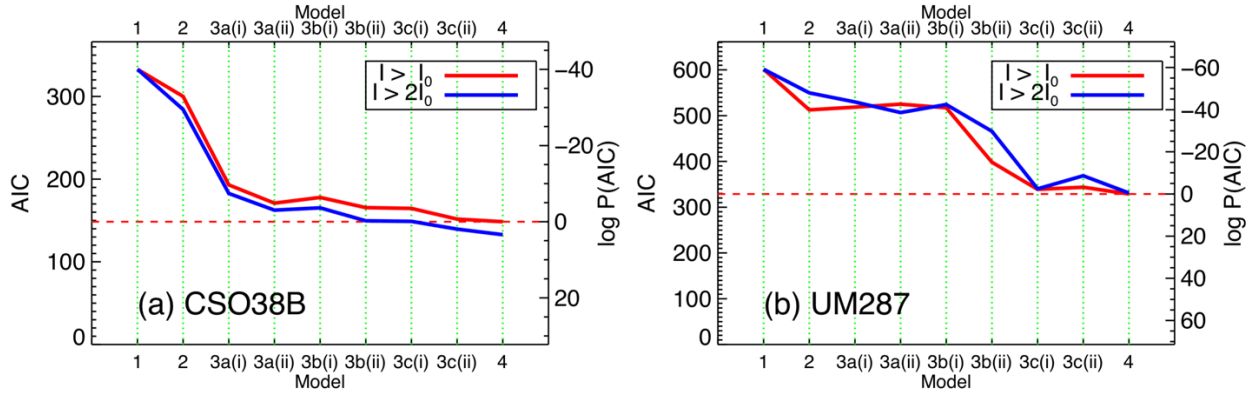 Model
1 2 3a(i) 3a(ii) 3b(i) 3b(ii) 3c(i) 3c(ii) 4
I > I₀
I > 2I₀
AIC
300
200
100
0
−40
−20
0
20
log P(AIC)
(a) CSO38B
1 2 3a(i) 3a(ii) 3b(i) 3b(ii) 3c(i) 3c(ii) 4
Model
Model
1 2 3a(i) 3a(ii) 3b(i) 3b(ii) 3c(i) 3c(ii) 4
I > I₀
I > 2I₀
AIC
600
500
400
300
200
100
0
−60
−40
−20
0
20
40
60
log P(AIC)
(b) UM287
1 2 3a(i) 3a(ii) 3b(i) 3b(ii) 3c(i) 3c(ii) 4
Model